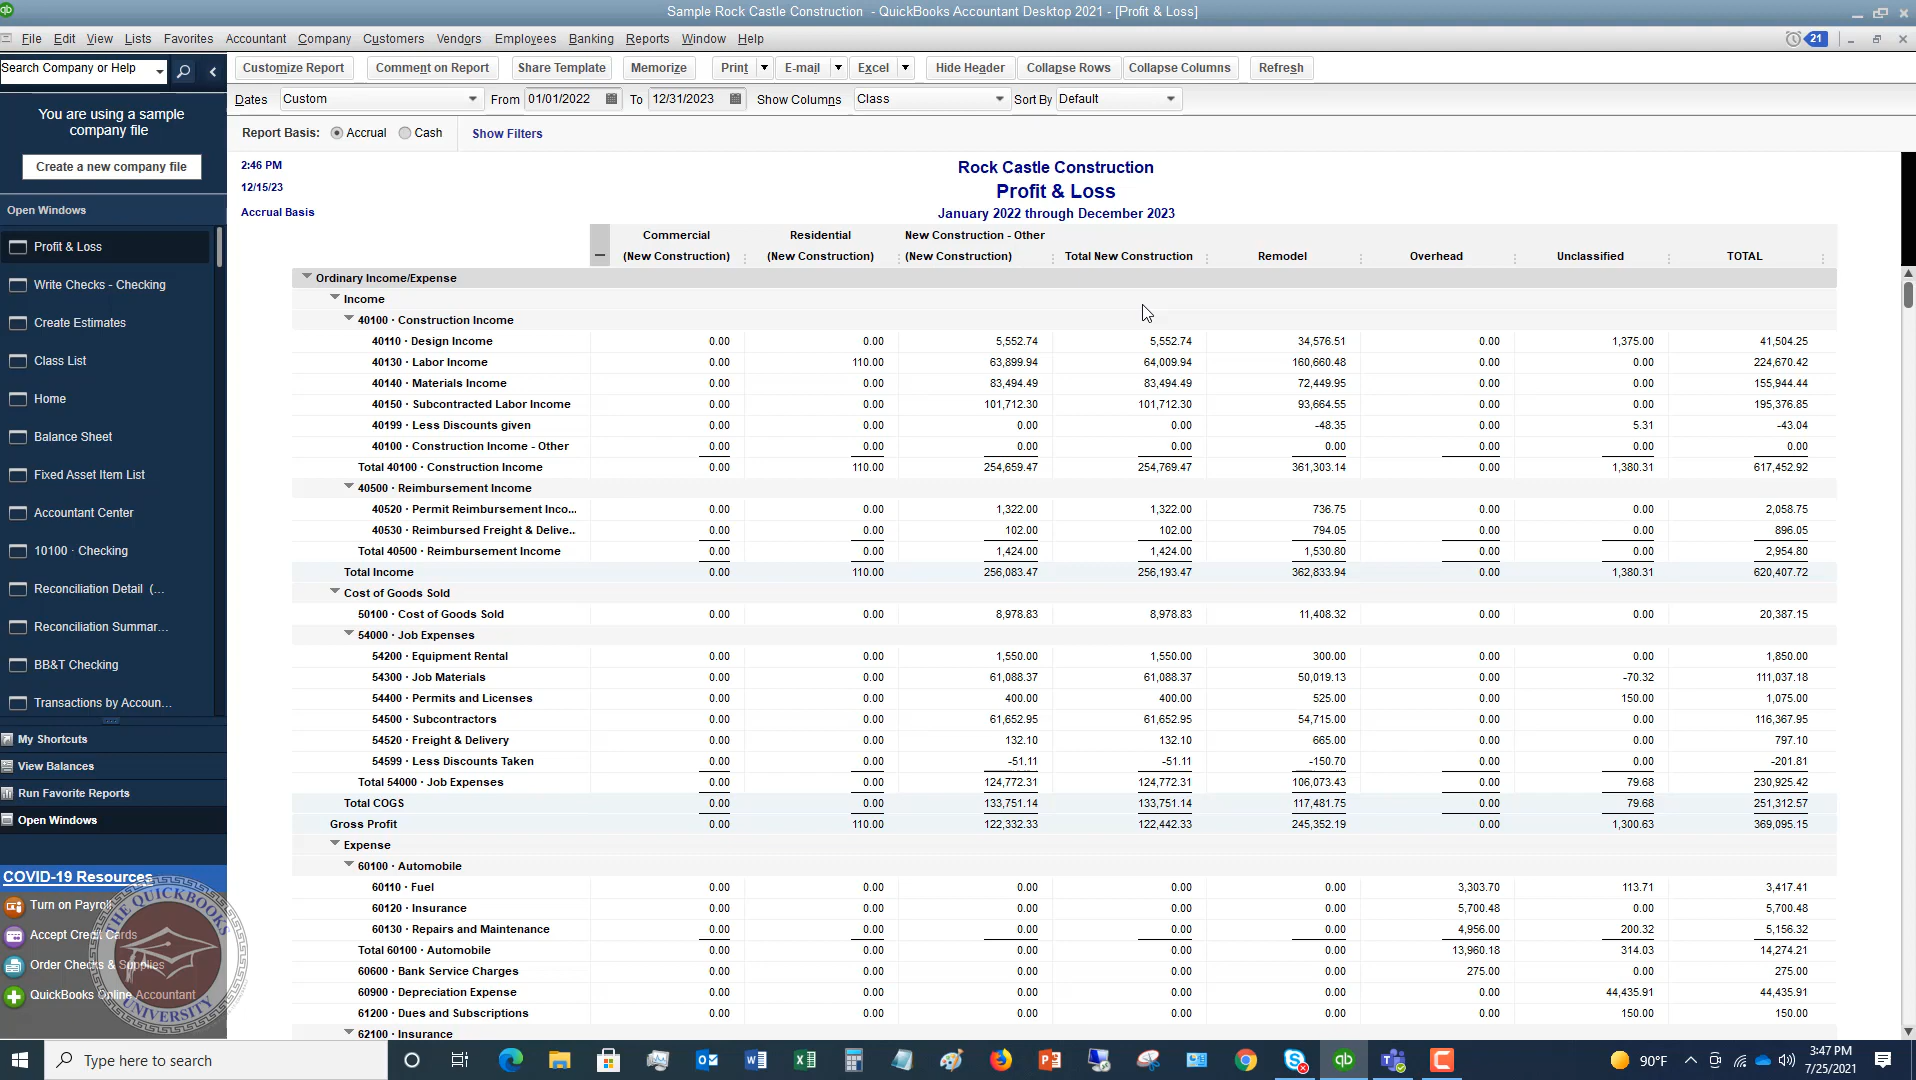 Sample Rock Castle Construction - QuickBooks Accountant Desktop 2021 - [Profit & Loss]
File Edit View Lists Favorites Accountant Company Customers Vendors Employees Banking Reports Window Help 21
Search Company or Help
Customize Report Comment on Report Share Template Memorize Print E-mail Excel Hide Header Collapse Rows Collapse Columns Refresh
Dates Custom From 01/01/2022 To 12/31/2023 Show Columns Class Sort By Default
Report Basis: Accrual Cash Show Filters
You are using a sample
company file
Create a new company file
Open Windows
Profit & Loss
Write Checks - Checking
Create Estimates
Class List
Home
Balance Sheet
Fixed Asset Item List
Accountant Center
10100 · Checking
Reconciliation Detail (...
Reconciliation Summar...
BB&T Checking
Transactions by Accoun...
My Shortcuts
View Balances
Run Favorite Reports
Open Windows
COVID-19 Resources
Turn on Payroll
Accept Credit Cards
Order Checks & Supplies
QuickBooks Online Accountant
THE QUICKBOOKS UNIVERSITY
2:46 PM
12/15/23
Accrual Basis
Rock Castle Construction
Profit & Loss
January 2022 through December 2023
Commercial Residential New Construction - Other
(New Construction) (New Construction) (New Construction) Total New Construction Remodel Overhead Unclassified TOTAL
Ordinary Income/Expense
Income
40100 · Construction Income
40110 · Design Income 0.00 0.00 5,552.74 5,552.74 34,576.51 0.00 1,375.00 41,504.25
40130 · Labor Income 0.00 110.00 63,899.94 64,009.94 160,660.48 0.00 0.00 224,670.42
40140 · Materials Income 0.00 0.00 83,494.49 83,494.49 72,449.95 0.00 0.00 155,944.44
40150 · Subcontracted Labor Income 0.00 0.00 101,712.30 101,712.30 93,664.55 0.00 0.00 195,376.85
40199 · Less Discounts given 0.00 0.00 0.00 0.00 -48.35 0.00 5.31 -43.04
40100 · Construction Income - Other 0.00 0.00 0.00 0.00 0.00 0.00 0.00 0.00
Total 40100 · Construction Income 0.00 110.00 254,659.47 254,769.47 361,303.14 0.00 1,380.31 617,452.92
40500 · Reimbursement Income
40520 · Permit Reimbursement Inco... 0.00 0.00 1,322.00 1,322.00 736.75 0.00 0.00 2,058.75
40530 · Reimbursed Freight & Delive.. 0.00 0.00 102.00 102.00 794.05 0.00 0.00 896.05
Total 40500 · Reimbursement Income 0.00 0.00 1,424.00 1,424.00 1,530.80 0.00 0.00 2,954.80
Total Income 0.00 110.00 256,083.47 256,193.47 362,833.94 0.00 1,380.31 620,407.72
Cost of Goods Sold
50100 · Cost of Goods Sold 0.00 0.00 8,978.83 8,978.83 11,408.32 0.00 0.00 20,387.15
54000 · Job Expenses
54200 · Equipment Rental 0.00 0.00 1,550.00 1,550.00 300.00 0.00 0.00 1,850.00
54300 · Job Materials 0.00 0.00 61,088.37 61,088.37 50,019.13 0.00 -70.32 111,037.18
54400 · Permits and Licenses 0.00 0.00 400.00 400.00 525.00 0.00 150.00 1,075.00
54500 · Subcontractors 0.00 0.00 61,652.95 61,652.95 54,715.00 0.00 0.00 116,367.95
54520 · Freight & Delivery 0.00 0.00 132.10 132.10 665.00 0.00 0.00 797.10
54599 · Less Discounts Taken 0.00 0.00 -51.11 -51.11 -150.70 0.00 0.00 -201.81
Total 54000 · Job Expenses 0.00 0.00 124,772.31 124,772.31 106,073.43 0.00 79.68 230,925.42
Total COGS 0.00 0.00 133,751.14 133,751.14 117,481.75 0.00 79.68 251,312.57
Gross Profit 0.00 110.00 122,332.33 122,442.33 245,352.19 0.00 1,300.63 369,095.15
Expense
60100 · Automobile
60110 · Fuel 0.00 0.00 0.00 0.00 0.00 3,303.70 113.71 3,417.41
60120 · Insurance 0.00 0.00 0.00 0.00 0.00 5,700.48 0.00 5,700.48
60130 · Repairs and Maintenance 0.00 0.00 0.00 0.00 0.00 4,956.00 200.32 5,156.32
Total 60100 · Automobile 0.00 0.00 0.00 0.00 0.00 13,960.18 314.03 14,274.21
60600 · Bank Service Charges 0.00 0.00 0.00 0.00 0.00 275.00 0.00 275.00
60900 · Depreciation Expense 0.00 0.00 0.00 0.00 0.00 0.00 44,435.91 44,435.91
61200 · Dues and Subscriptions 0.00 0.00 0.00 0.00 0.00 0.00 150.00 150.00
62100 · Insurance
Type here to search
90°F
3:47 PM
7/25/2021